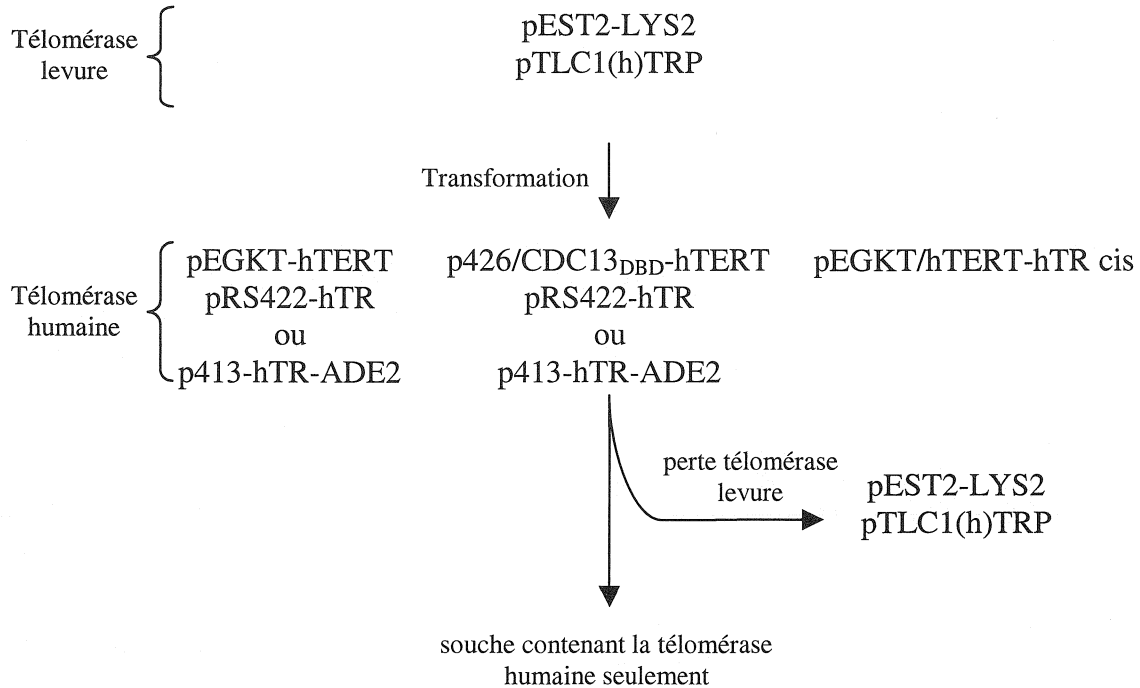 Télomérase
levure
pEST2-LYS2
pTLC1(h)TRP
Transformation
Télomérase
humaine
pEGKT-hTERT
pRS422-hTR
ou
p413-hTR-ADE2
p426/CDC13DBD-hTERT
pRS422-hTR
ou
p413-hTR-ADE2
pEGKT/hTERT-hTR cis
perte télomérase
levure
pEST2-LYS2
pTLC1(h)TRP
souche contenant la télomérase
humaine seulement